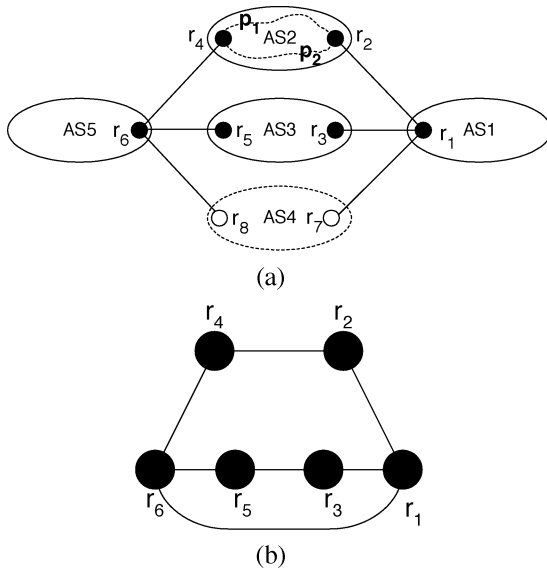 p₁ AS2
r₄ r₂
p₂
AS5 r₆ r₅ AS3 r₃ r₁ AS1
r₈ AS4 r₇
(a)
r₄ r₂
r₆ r₅ r₃ r₁
(b)